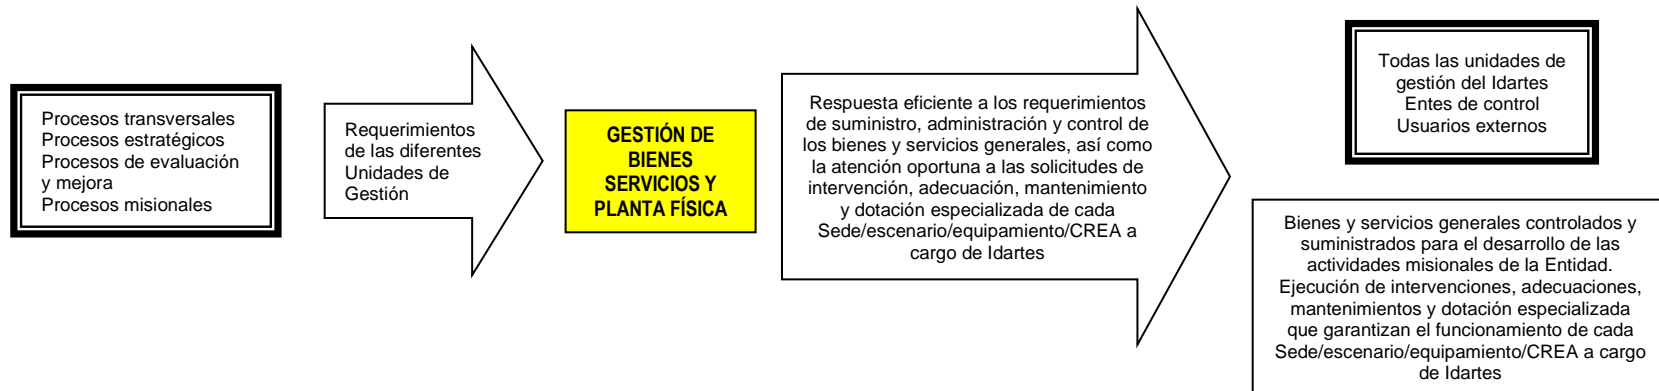 Procesos transversales
Procesos estratégicos
Procesos de evaluación
y mejora
Procesos misionales
Requerimientos
de las diferentes
Unidades de
Gestión
GESTIÓN DE
BIENES
SERVICIOS Y
PLANTA FÍSICA
Respuesta eficiente a los requerimientos
de suministro, administración y control de
los bienes y servicios generales, así como
la atención oportuna a las solicitudes de
intervención, adecuación, mantenimiento
y dotación especializada de cada
Sede/escenario/equipamiento/CREA a
cargo de Idartes
Todas las unidades de
gestión del Idartes
Entes de control
Usuarios externos
Bienes y servicios generales controlados y
suministrados para el desarrollo de las
actividades misionales de la Entidad.
Ejecución de intervenciones, adecuaciones,
mantenimientos y dotación especializada
que garantizan el funcionamiento de cada
Sede/escenario/equipamiento/CREA a cargo
de Idartes